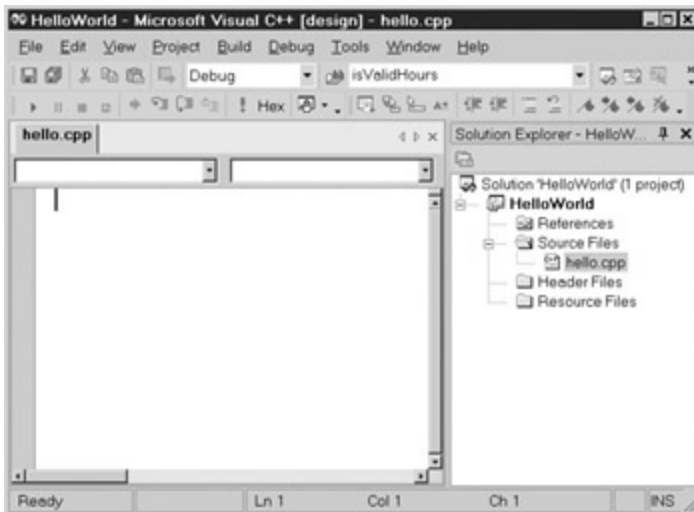 HelloWorld - Microsoft Visual C++ [design] - hello.cpp
File Edit View Project Build Debug Tools Window Help
Debug isValidHours
Hex
hello.cpp
Solution Explorer - HelloW...
Solution 'HelloWorld' (1 project)
HelloWorld
References
Source Files
hello.cpp
Header Files
Resource Files
Ready Ln 1 Col 1 Ch 1 INS